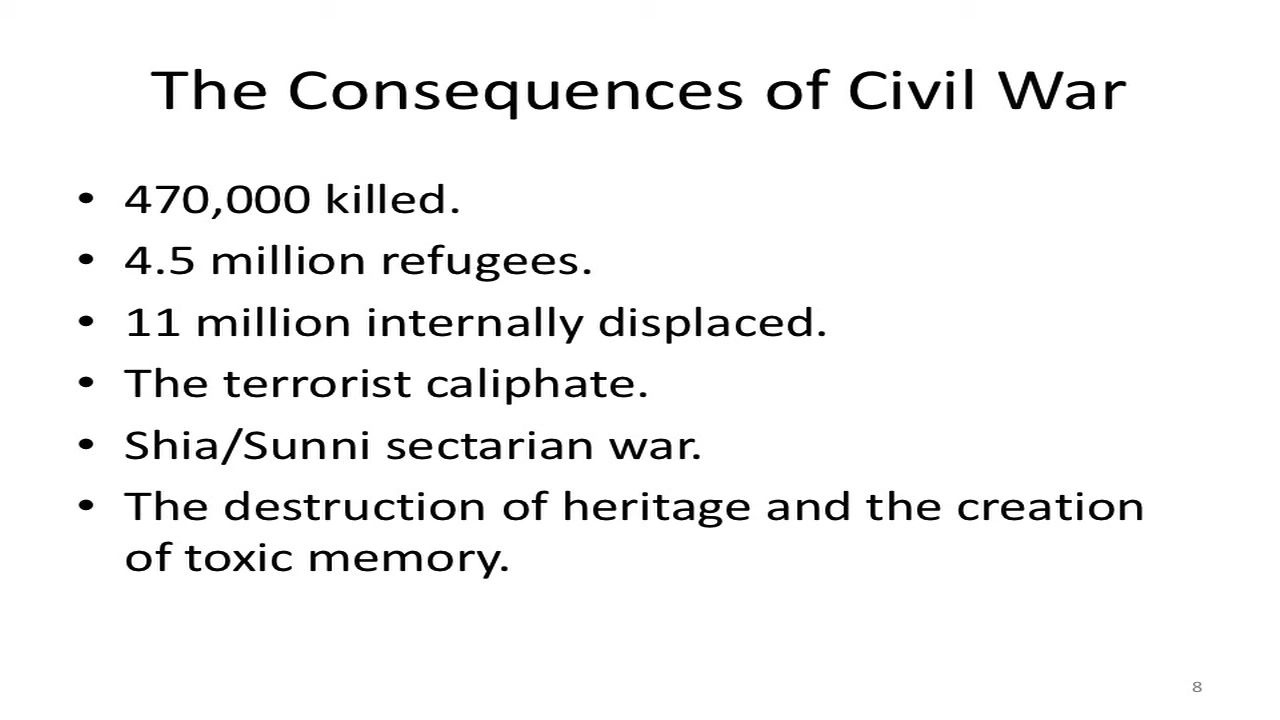 The Consequences of Civil War
• 470,000 killed.
• 4.5 million refugees.
• 11 million internally displaced.
• The terrorist caliphate.
• Shia/Sunni sectarian war.
• The destruction of heritage and the creation
of toxic memory.
8